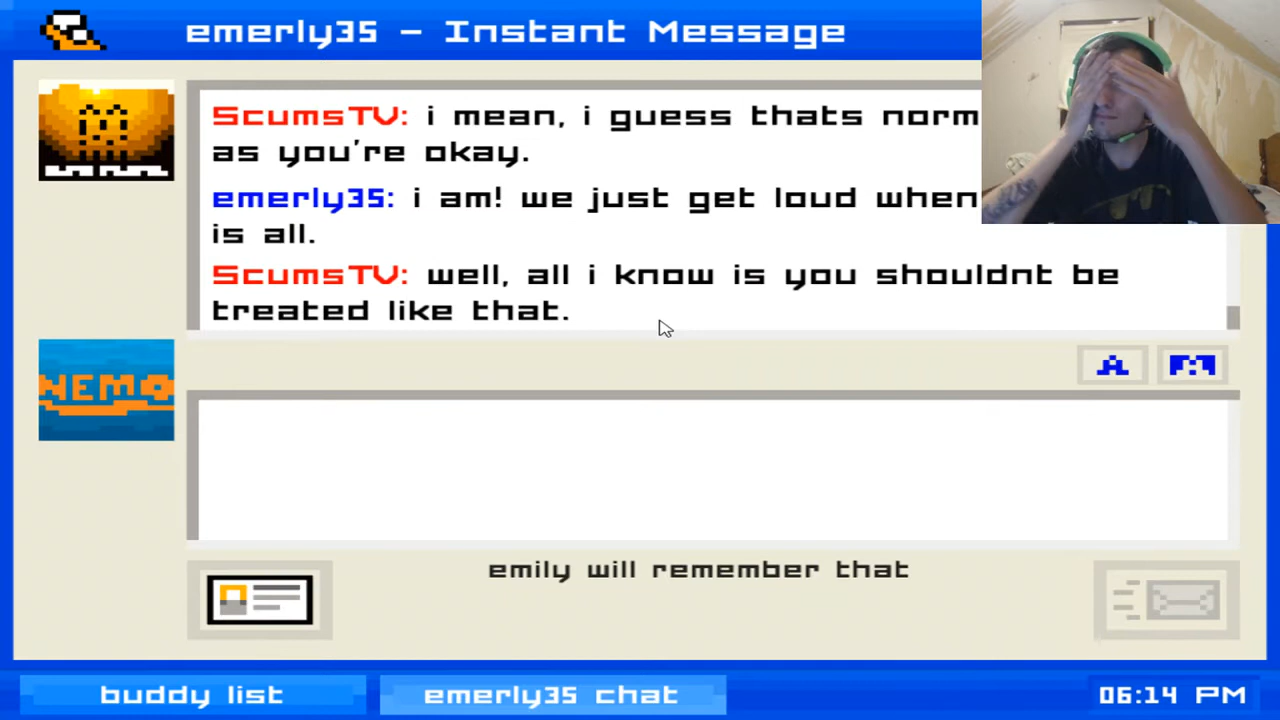 emerly35 - Instant Message
ScumsTV: i mean, i guess thats norm
as you're okay.
emerly35: i am! we just get loud when
is all.
ScumsTV: well, all i know is you shouldnt be
treated like that.
A
NEMO
emily will remember that
buddy list
emerly35 chat
06:14 PM